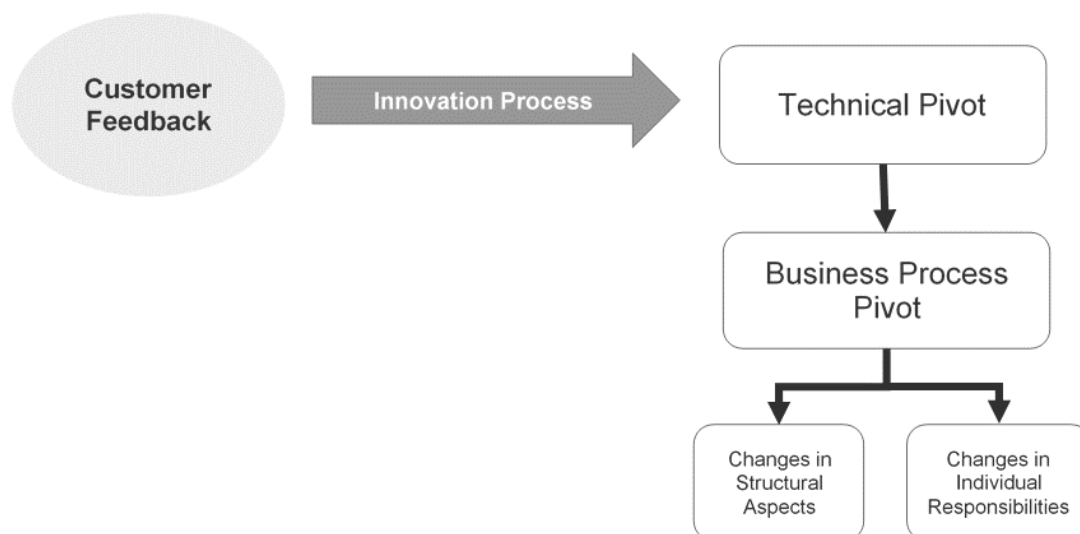 Customer
Feedback
Innovation Process
Technical Pivot
Business Process
Pivot
Changes in
Structural
Aspects
Changes in
Individual
Responsibilities